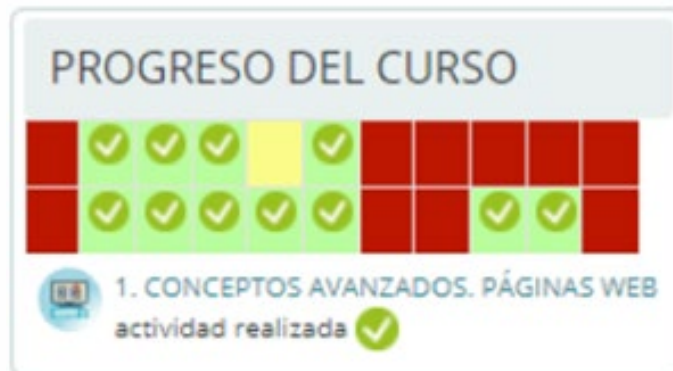 PROGRESO DEL CURSO
1. CONCEPTOS AVANZADOS. PÁGINAS WEB
actividad realizada